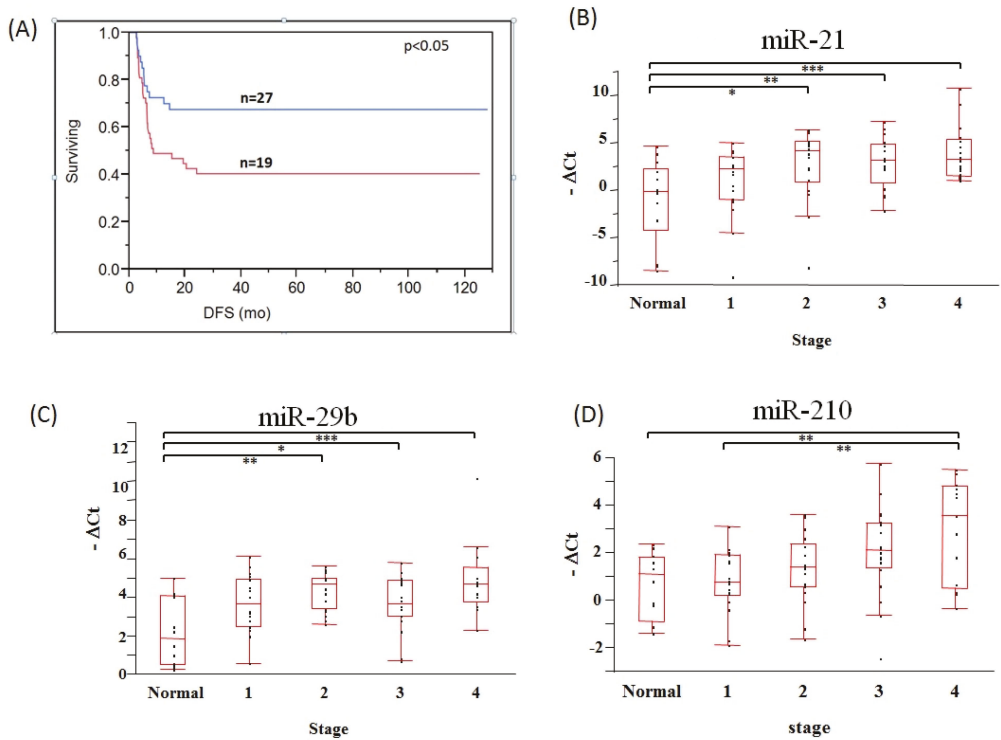 (A)
p<0.05
n=27
n=19
Surviving
1.0
0.8
0.6
0.4
0.2
0.0
0 20 40 60 80 100 120
DFS (mo)
(B)
miR-21
***
**
*
- ΔCt
10
5
0
-5
-10
Normal 1 2 3 4
Stage
(C)
miR-29b
***
*
**
- ΔCt
12
10
8
6
4
2
0
Normal 1 2 3 4
Stage
(D)
miR-210
**
**
- ΔCt
6
4
2
0
-2
Normal 1 2 3 4
stage